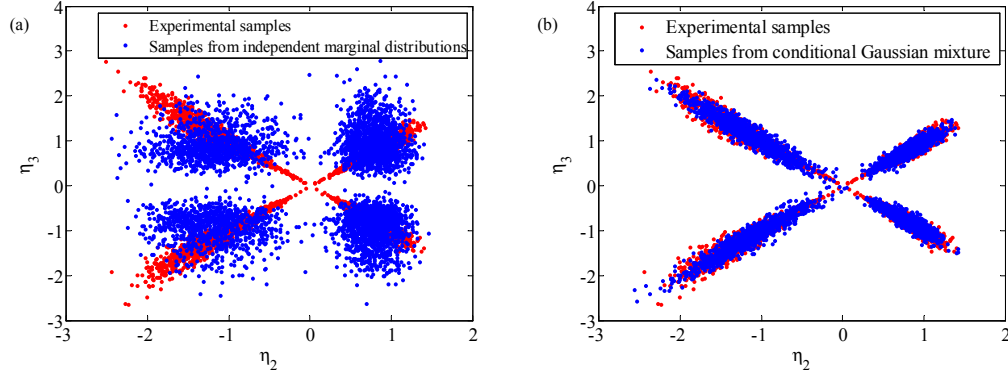 (a)
Experimental samples
Samples from independent marginal distributions
4
3
2
1
0
-1
-2
-3
η3
-3
-2
-1
0
1
2
η2
(b)
Experimental samples
Samples from conditional Gaussian mixture
4
3
2
1
0
-1
-2
-3
η3
-3
-2
-1
0
1
2
η2